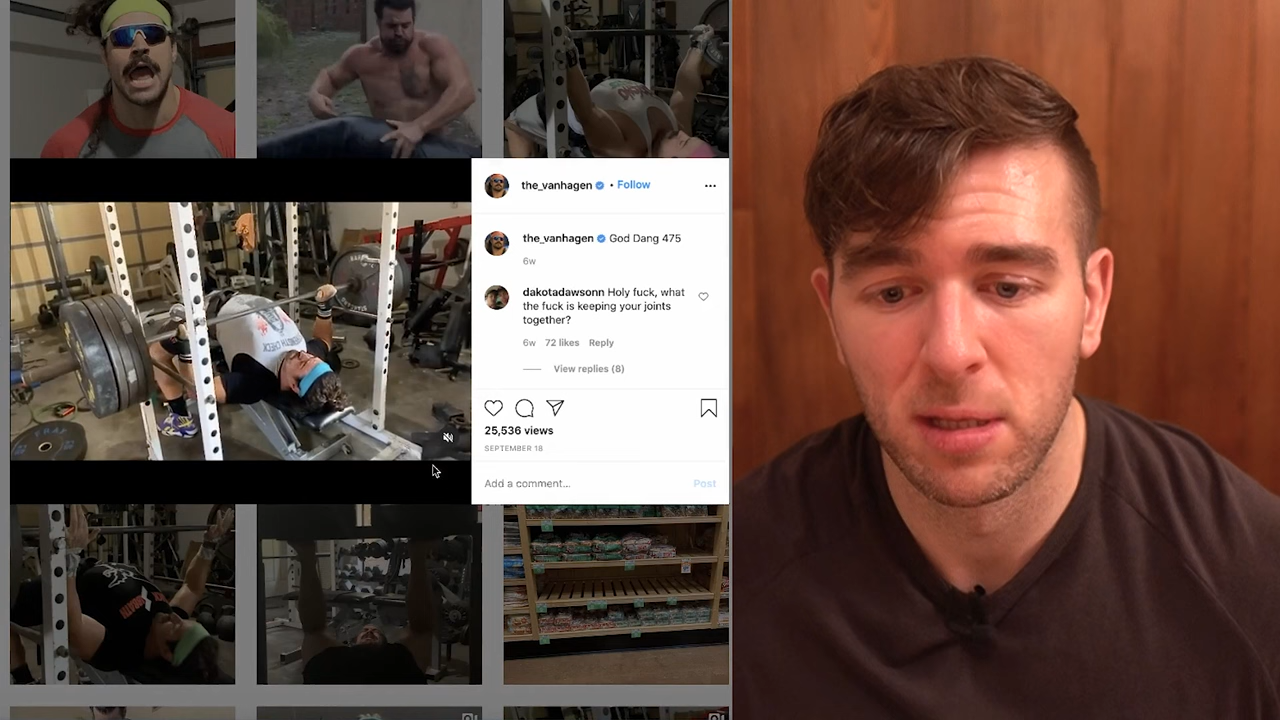 the_vanhagen • Follow
the_vanhagen God Dang 475
6w
dakotadawsonn Holy fuck, what
the fuck is keeping your joints
together?
6w 72 likes Reply
View replies (8)
25,536 views
SEPTEMBER 18
Add a comment... Post